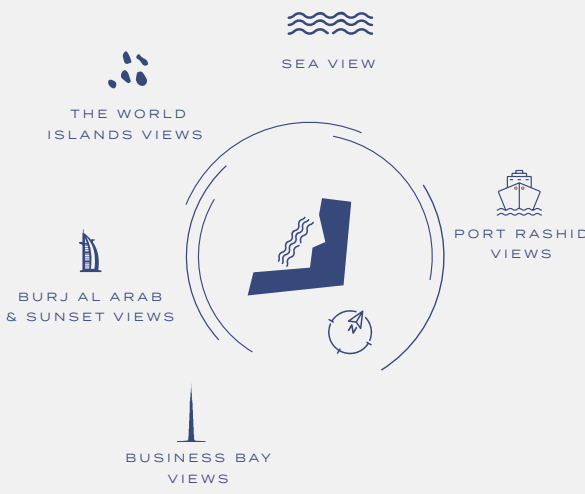 SEA VIEW
THE WORLD
ISLANDS VIEWS
PORT RASHID
VIEWS
BURJ AL ARAB
& SUNSET VIEWS
BUSINESS BAY
VIEWS